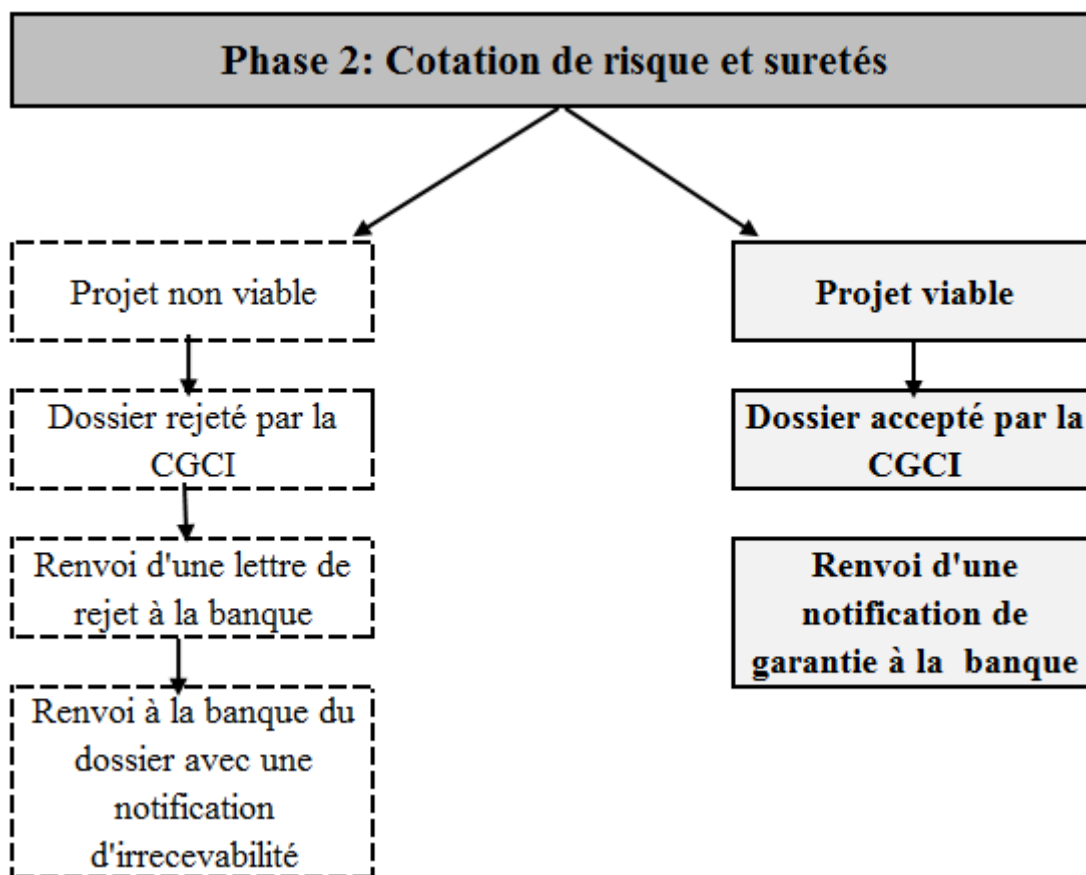 Phase 2: Cotation de risque et suretés
Projet non viable
Dossier rejeté par la
CGCI
Renvoi d'une lettre de
rejet à la banque
Renvoi à la banque du
dossier avec une
notification
d'irrecevabilité
Projet viable
Dossier accepté par la
CGCI
Renvoi d'une
notification de
garantie à la banque